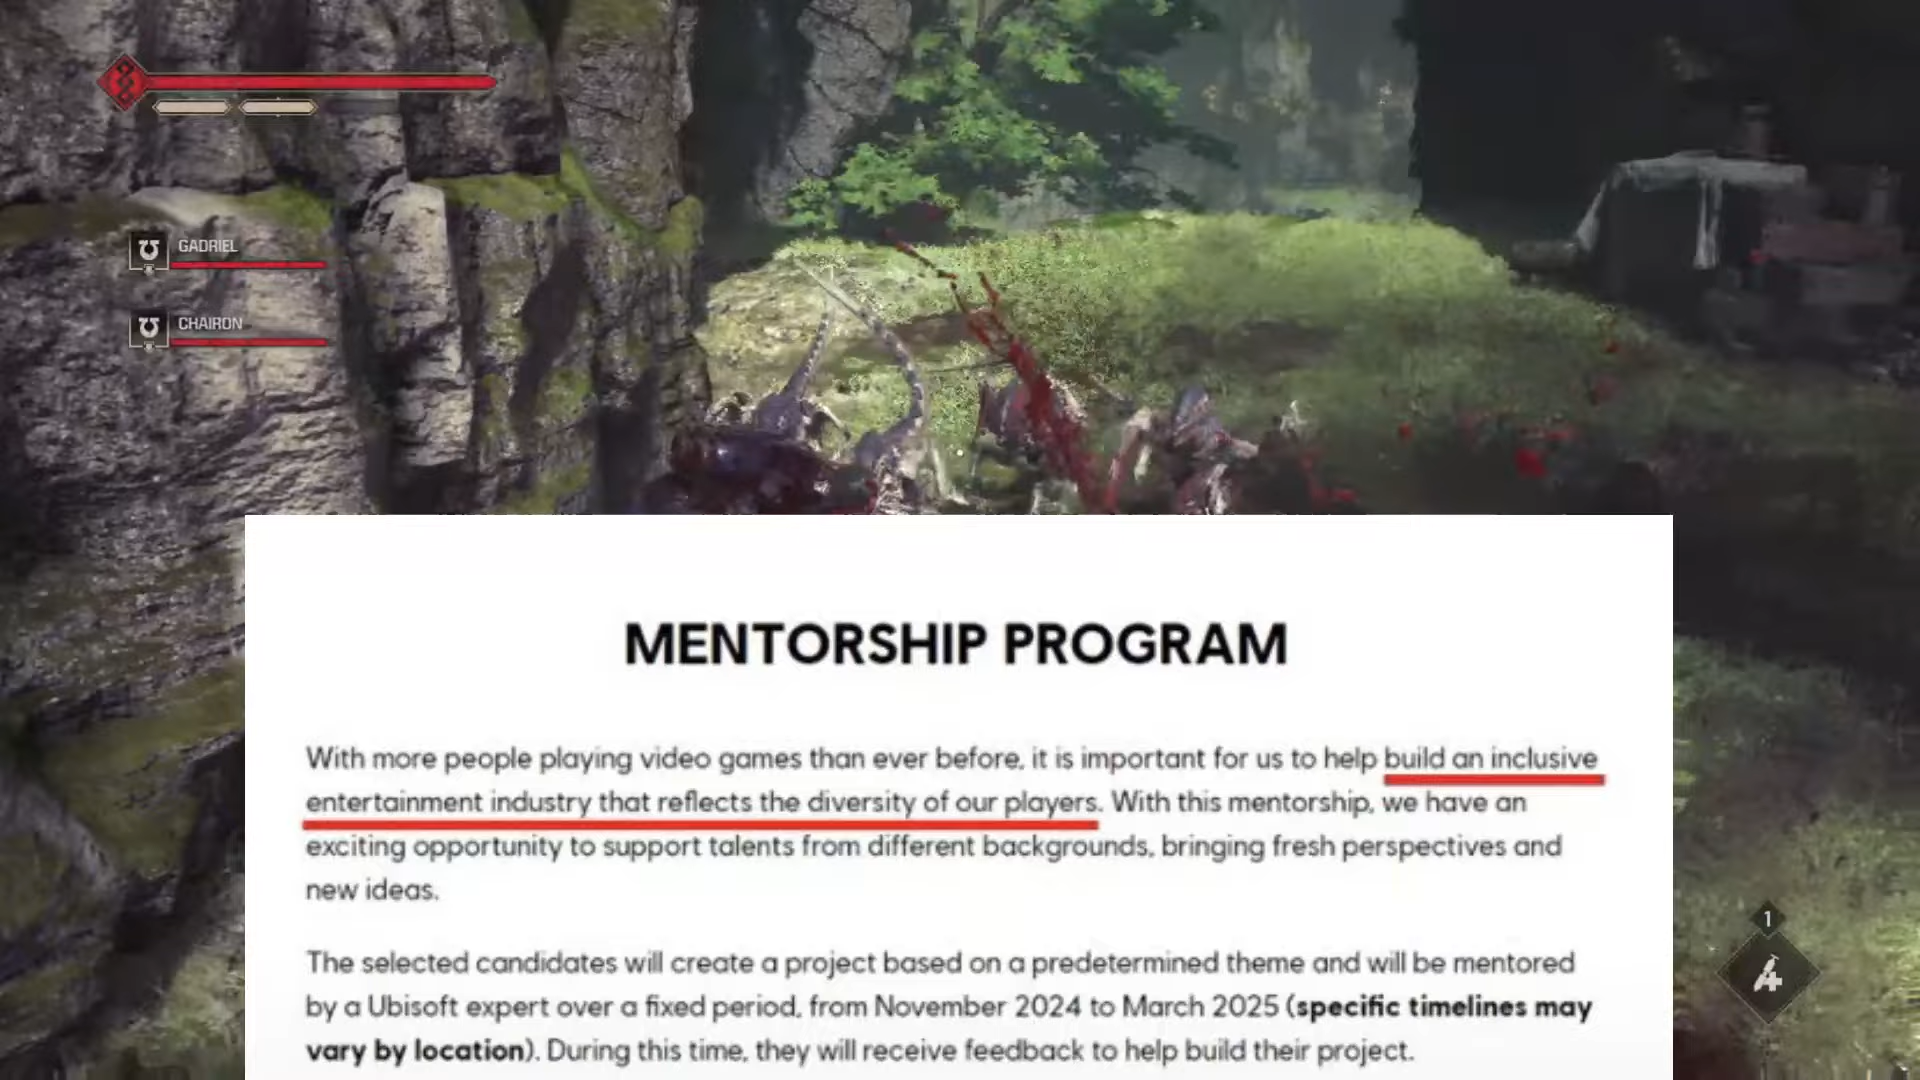 GADRIEL
CHAIRON
MENTORSHIP PROGRAM
With more people playing video games than ever before, it is important for us to help build an inclusive
entertainment industry that reflects the diversity of our players. With this mentorship, we have an
exciting opportunity to support talents from different backgrounds, bringing fresh perspectives and
new ideas.
The selected candidates will create a project based on a predetermined theme and will be mentored
by a Ubisoft expert over a fixed period, from November 2024 to March 2025 (specific timelines may
vary by location). During this time, they will receive feedback to help build their project.
1